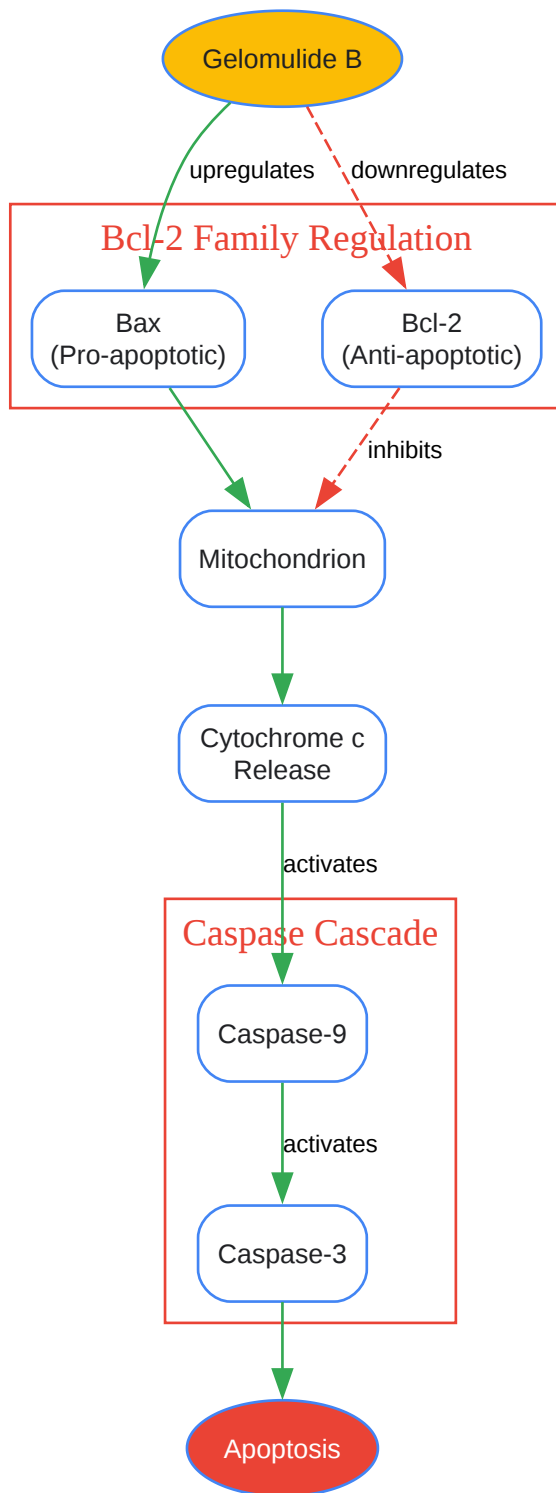 Gelomulide B
upregulates
downregulates
Bcl-2 Family Regulation
Bax
(Pro-apoptotic)
Bcl-2
(Anti-apoptotic)
inhibits
Mitochondrion
Cytochrome c
Release
activates
Caspase Cascade
Caspase-9
activates
Caspase-3
Apoptosis